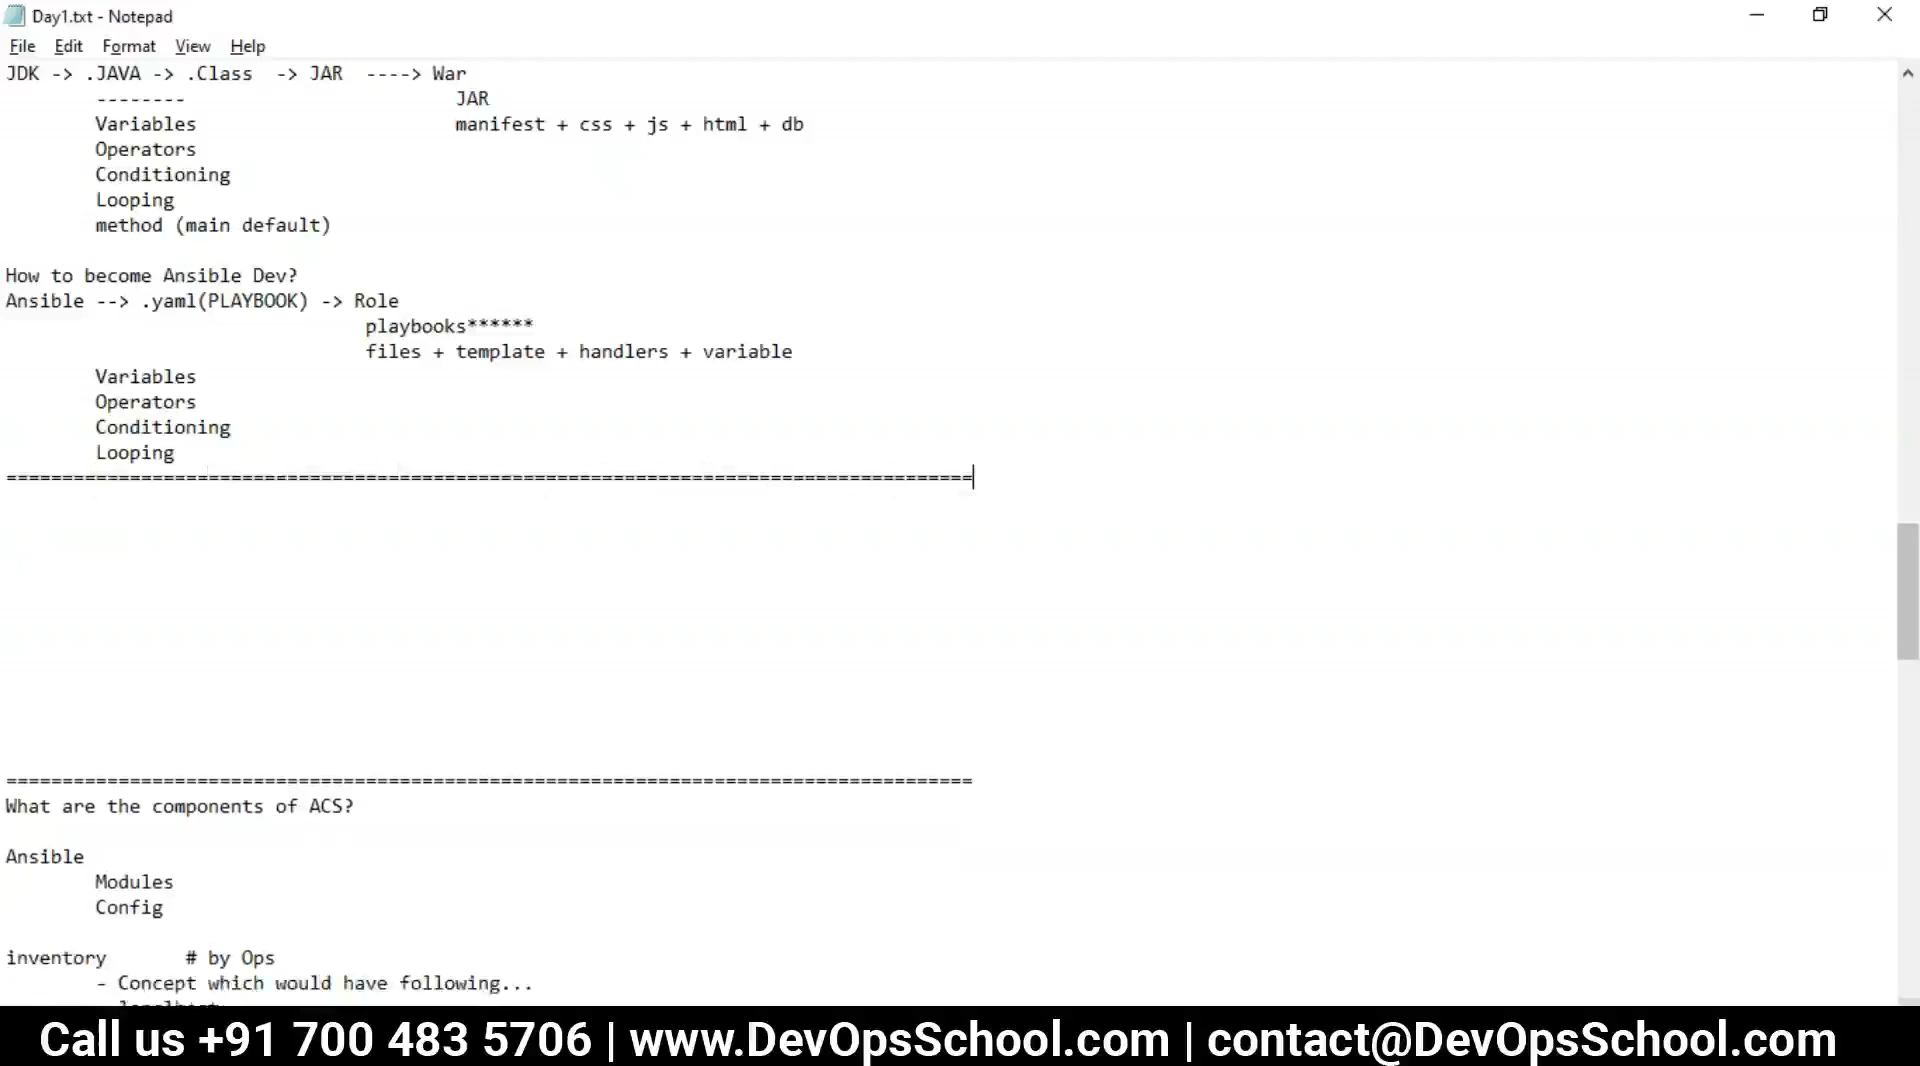 Day1.txt - Notepad
File Edit Format View Help
JDK -> .JAVA -> .Class  -> JAR  ----> War
        --------                        JAR
        Variables                       manifest + css + js + html + db
        Operators
        Conditioning
        Looping
        method (main default)
How to become Ansible Dev?
Ansible --> .yaml(PLAYBOOK) -> Role
                                playbooks******
                                files + template + handlers + variable
        Variables
        Operators
        Conditioning
        Looping
======================================================================================
======================================================================================
What are the components of ACS?
Ansible
        Modules
        Config
inventory       # by Ops
        - Concept which would have following...
Call us +91 700 483 5706 | www.DevOpsSchool.com | contact@DevOpsSchool.com